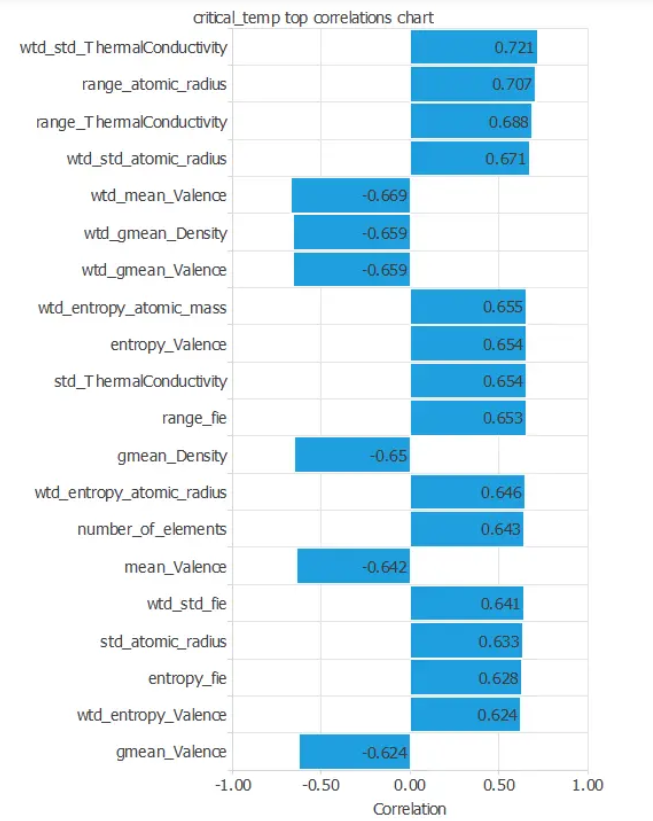 critical_temp top correlations chart
wtd_std_ThermalConductivity 0.721
range_atomic_radius 0.707
range_ThermalConductivity 0.688
wtd_std_atomic_radius 0.671
wtd_mean_Valence -0.669
wtd_gmean_Density -0.659
wtd_gmean_Valence -0.659
wtd_entropy_atomic_mass 0.655
entropy_Valence 0.654
std_ThermalConductivity 0.654
range_fie 0.653
gmean_Density -0.65
wtd_entropy_atomic_radius 0.646
number_of_elements 0.643
mean_Valence -0.642
wtd_std_fie 0.641
std_atomic_radius 0.633
entropy_fie 0.628
wtd_entropy_Valence 0.624
gmean_Valence -0.624
-1.00 -0.50 0.00 0.50 1.00
Correlation